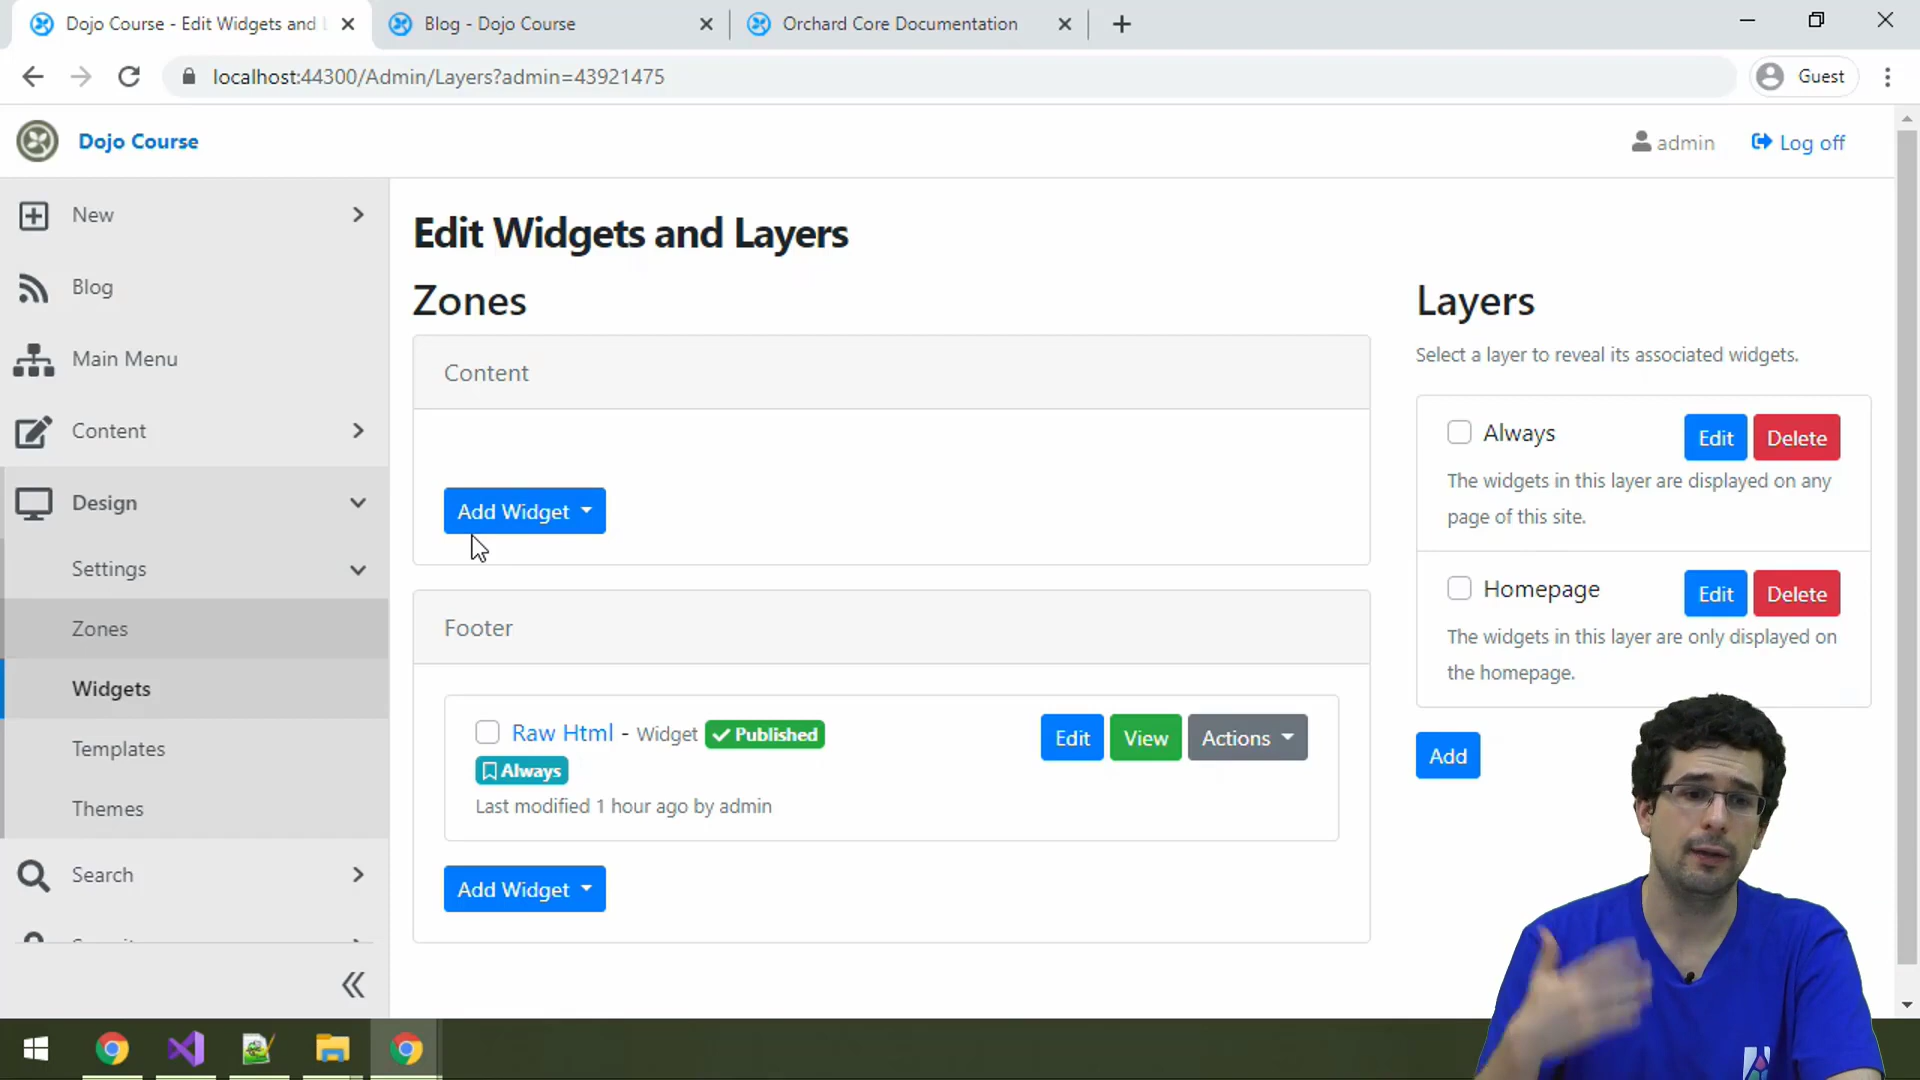 Dojo Course - Edit Widgets and L
Blog - Dojo Course
Orchard Core Documentation
localhost:44300/Admin/Layers?admin=43921475
Guest
Dojo Course
admin
Log off
New
Blog
Main Menu
Content
Design
Settings
Zones
Widgets
Templates
Themes
Search
Edit Widgets and Layers
Zones
Content
Add Widget
Footer
Raw Html - Widget Published
Always
Last modified 1 hour ago by admin
Edit
View
Actions
Add Widget
Layers
Select a layer to reveal its associated widgets.
Always
Edit
Delete
The widgets in this layer are displayed on any
page of this site.
Homepage
Edit
Delete
The widgets in this layer are only displayed on
the homepage.
Add